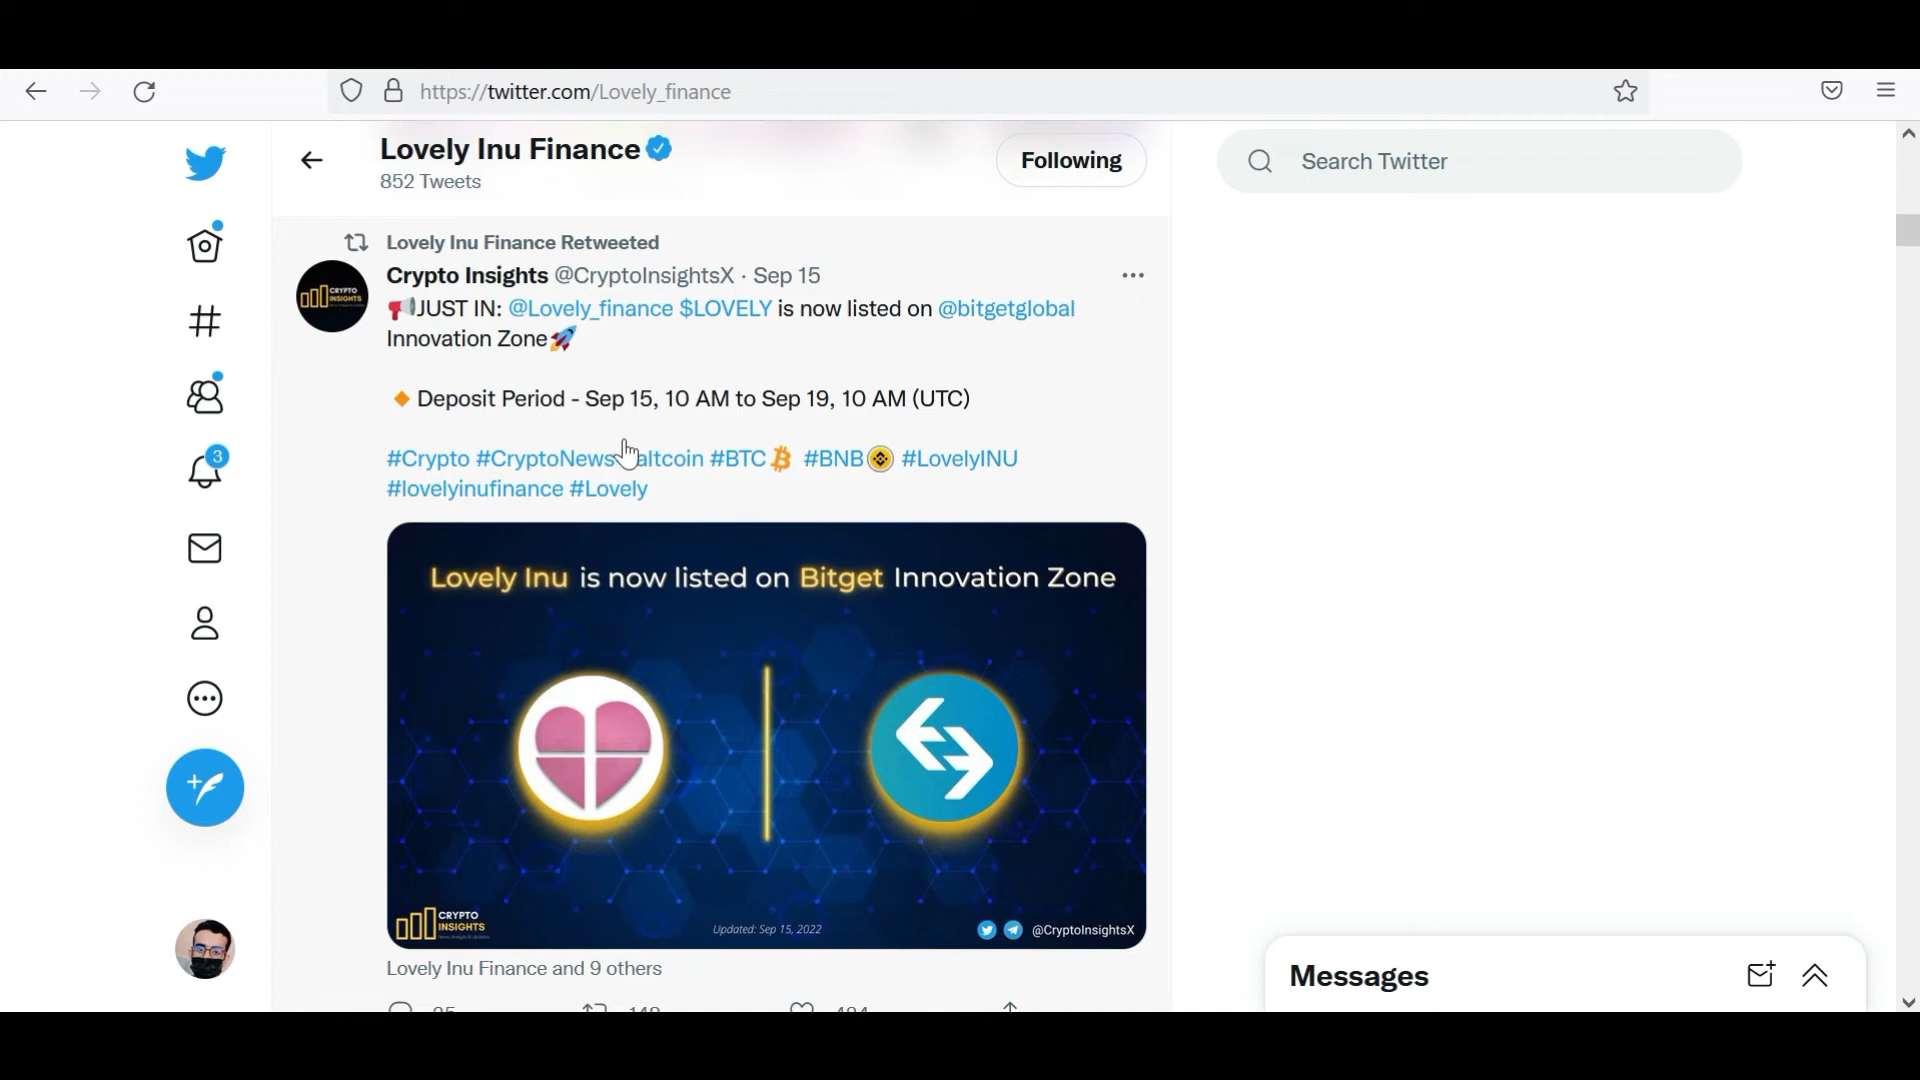 https://twitter.com/Lovely_finance
Lovely Inu Finance
852 Tweets
Following
Search Twitter
Lovely Inu Finance Retweeted
Crypto Insights @CryptoInsightsX · Sep 15
📢JUST IN: @Lovely_finance $LOVELY is now listed on @bitgetglobal
Innovation Zone🚀
🔸Deposit Period - Sep 15, 10 AM to Sep 19, 10 AM (UTC)
3
#Crypto #CryptoNews altcoin #BTC #BNB #LovelyINU
#lovelyinufinance #Lovely
Lovely Inu is now listed on Bitget Innovation Zone
CRYPTO
INSIGHTS
CRYPTO
INSIGHTS
Updated: Sep 15, 2022
@CryptoInsightsX
Lovely Inu Finance and 9 others
Messages